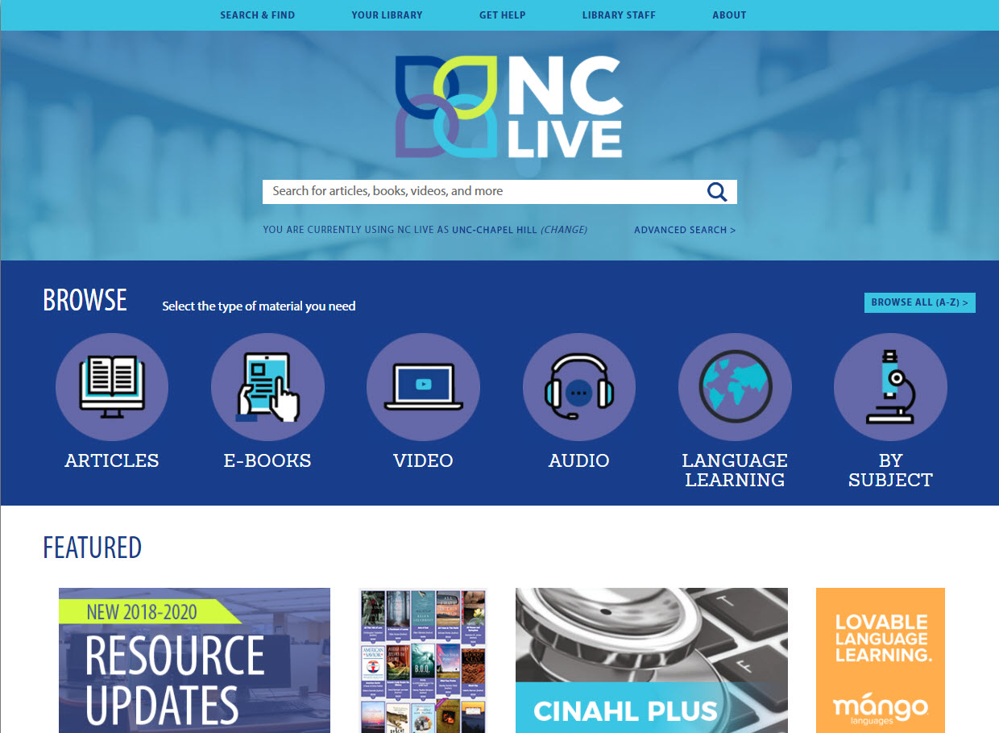 SEARCH & FIND
YOUR LIBRARY
GET HELP
LIBRARY STAFF
ABOUT
NC
LIVE
Search for articles, books, videos, and more
YOU ARE CURRENTLY USING NC LIVE AS UNC-CHAPEL HILL (CHANGE)
ADVANCED SEARCH >
BROWSE
Select the type of material you need
BROWSE ALL (A-Z) >
ARTICLES
E-BOOKS
VIDEO
AUDIO
LANGUAGE
LEARNING
BY
SUBJECT
FEATURED
NEW 2018-2020
RESOURCE
UPDATES
AMERICAN
SAVIOR
CINAHL PLUS
LOVABLE
LANGUAGE
LEARNING.
mángo
languages